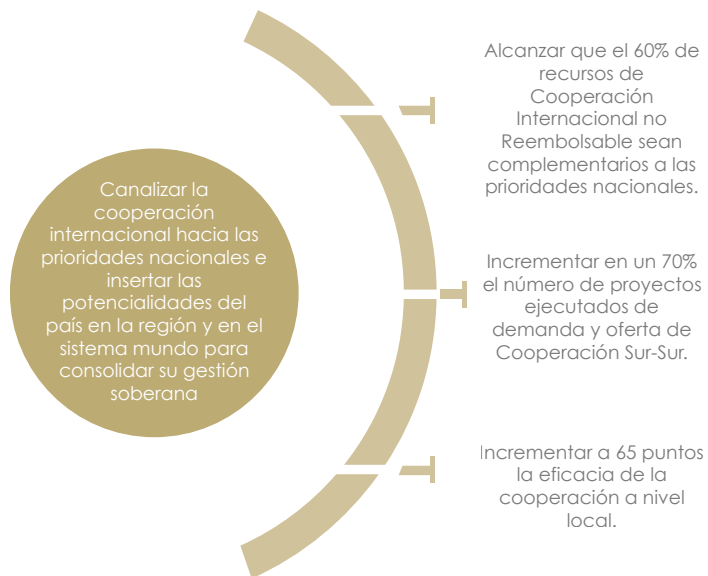 Canalizar la
cooperación
internacional hacia las
prioridades nacionales e
insertar las
potencialidades del
país en la región y en el
sistema mundo para
consolidar su gestión
soberana
Alcanzar que el 60% de
recursos de
Cooperación
Internacional no
Reembolsable sean
complementarios a las
prioridades nacionales.
Incrementar en un 70%
el número de proyectos
ejecutados de
demanda y oferta de
Cooperación Sur-Sur.
Incrementar a 65 puntos
la eficacia de la
cooperación a nivel
local.